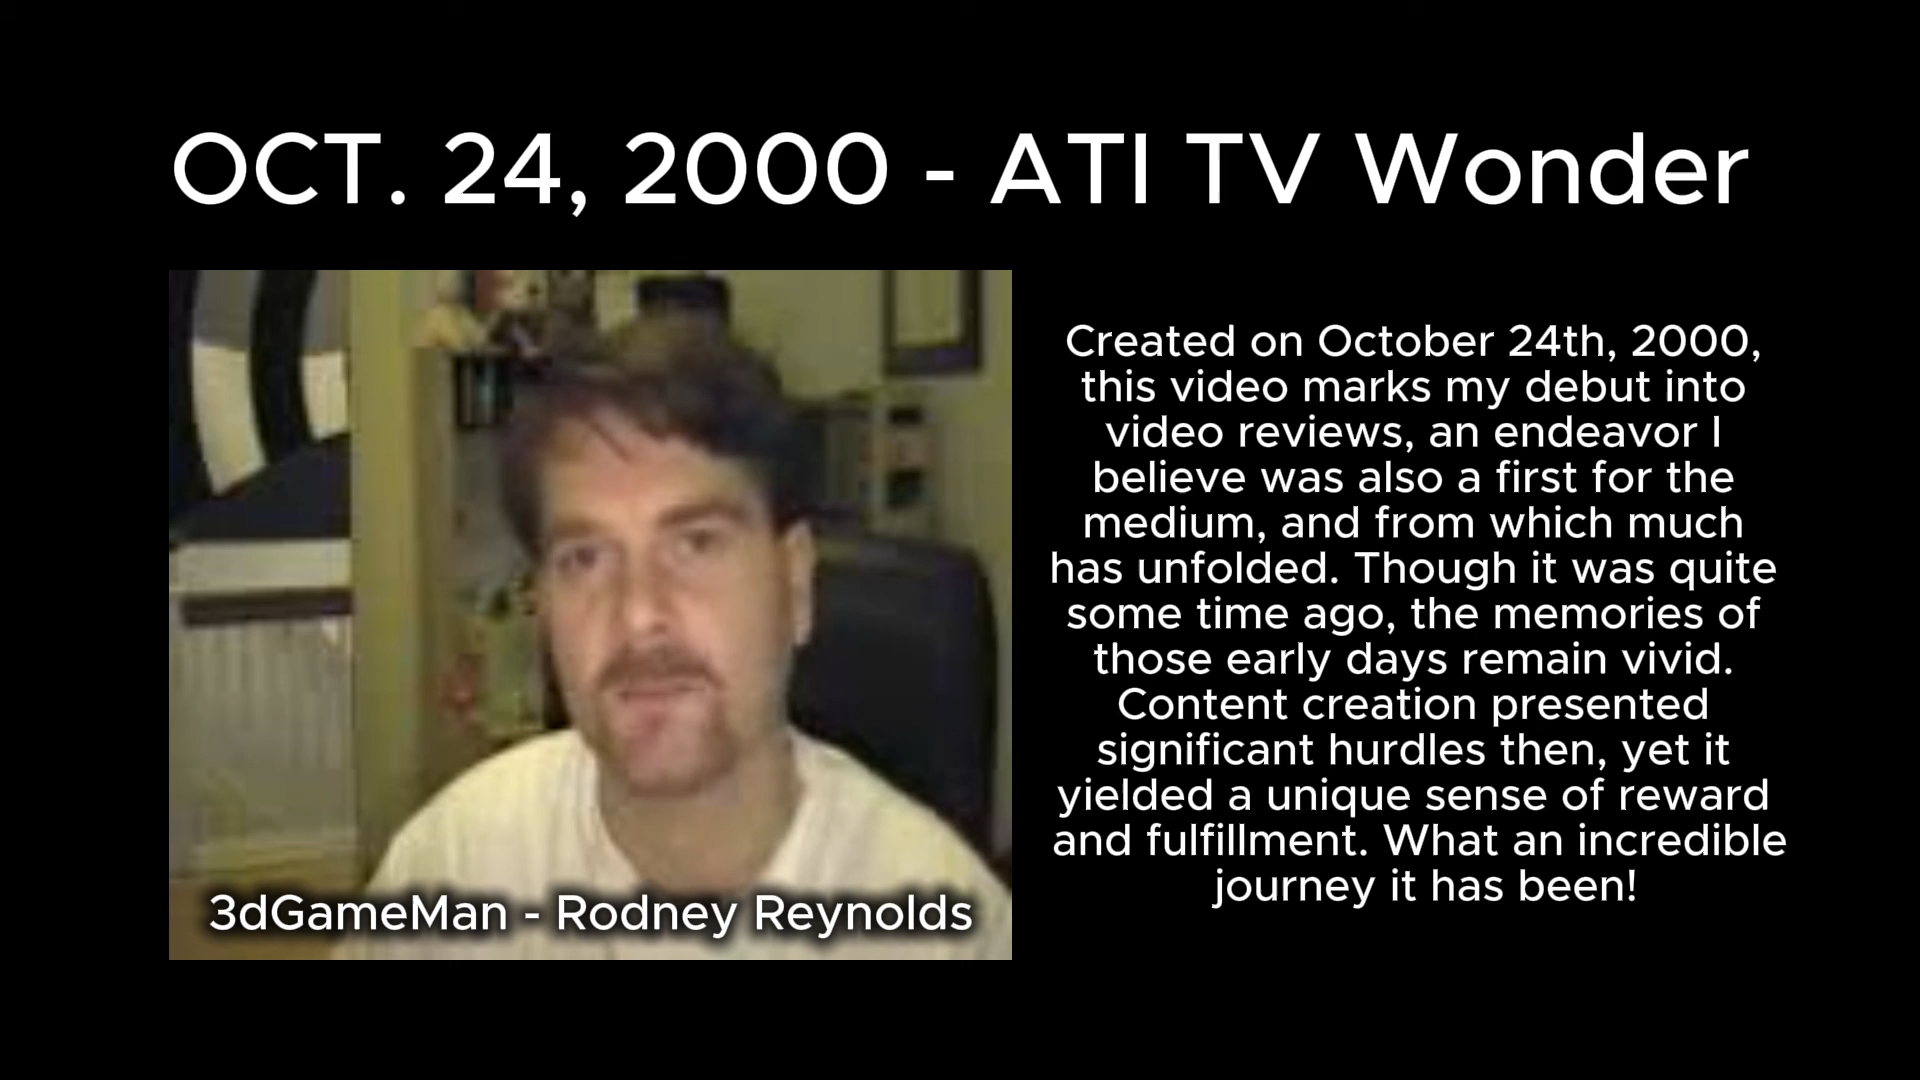 OCT. 24, 2000 - ATI TV Wonder
3dGameMan - Rodney Reynolds
Created on October 24th, 2000,
this video marks my debut into
video reviews, an endeavor I
believe was also a first for the
medium, and from which much
has unfolded. Though it was quite
some time ago, the memories of
those early days remain vivid.
Content creation presented
significant hurdles then, yet it
yielded a unique sense of reward
and fulfillment. What an incredible
journey it has been!